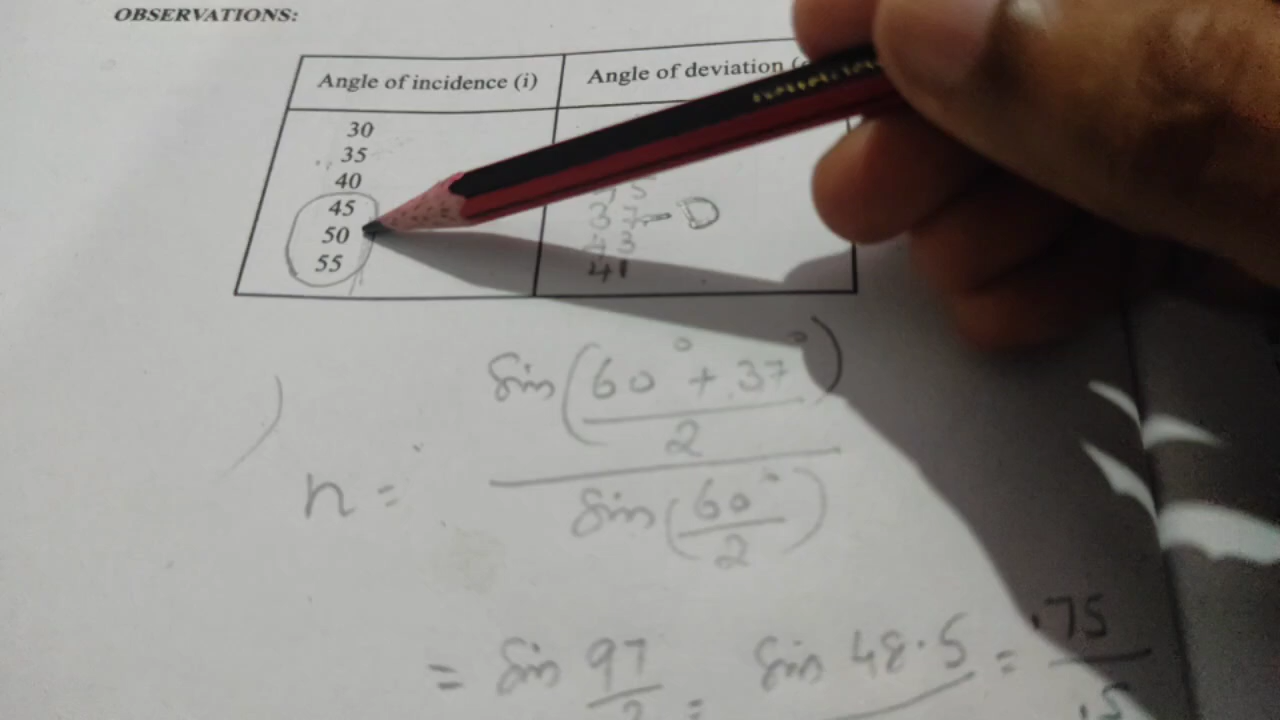 OBSERVATIONS:
Angle of incidence (i) Angle of deviation
30
35
40
45
50 37 - D
55 41
sin(60° + 37°)
2
n =
sin(60°)
2
= sin 97 = sin 48.5 = .75
2 .5